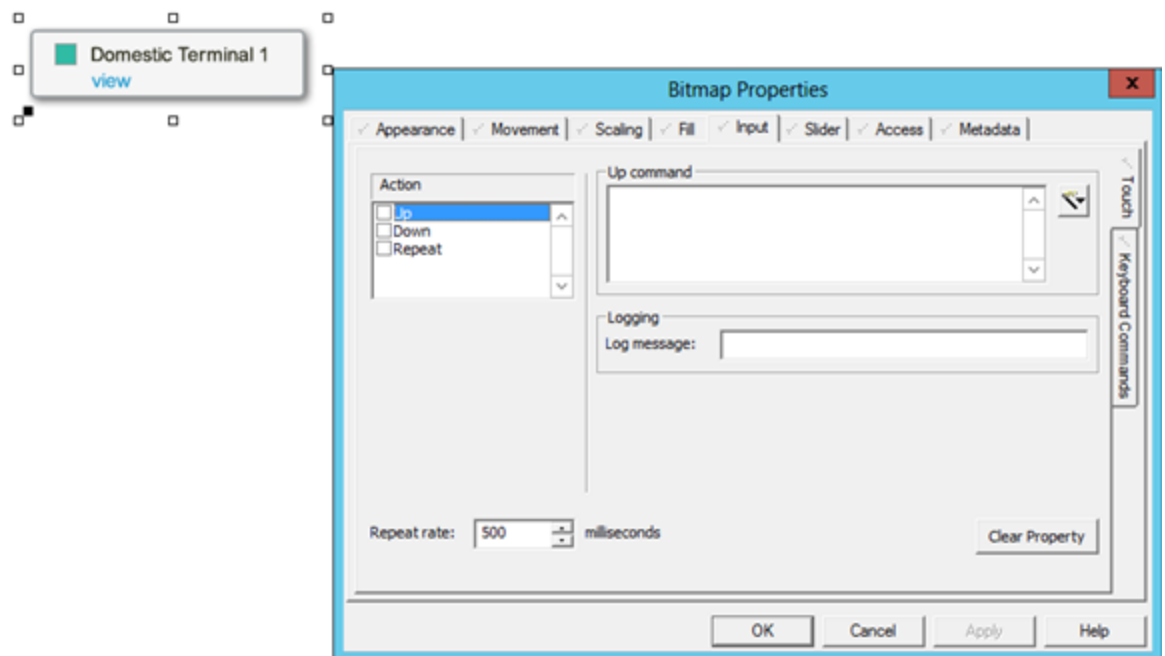 Domestic Terminal 1
view
Bitmap Properties
x
Appearance Movement Scaling Fill Input Slider Access Metadata
Action
Up
Down
Repeat
Up command
Logging
Log message:
Touch
Keyboard Commands
Repeat rate: 500 milliseconds
Clear Property
OK Cancel Apply Help